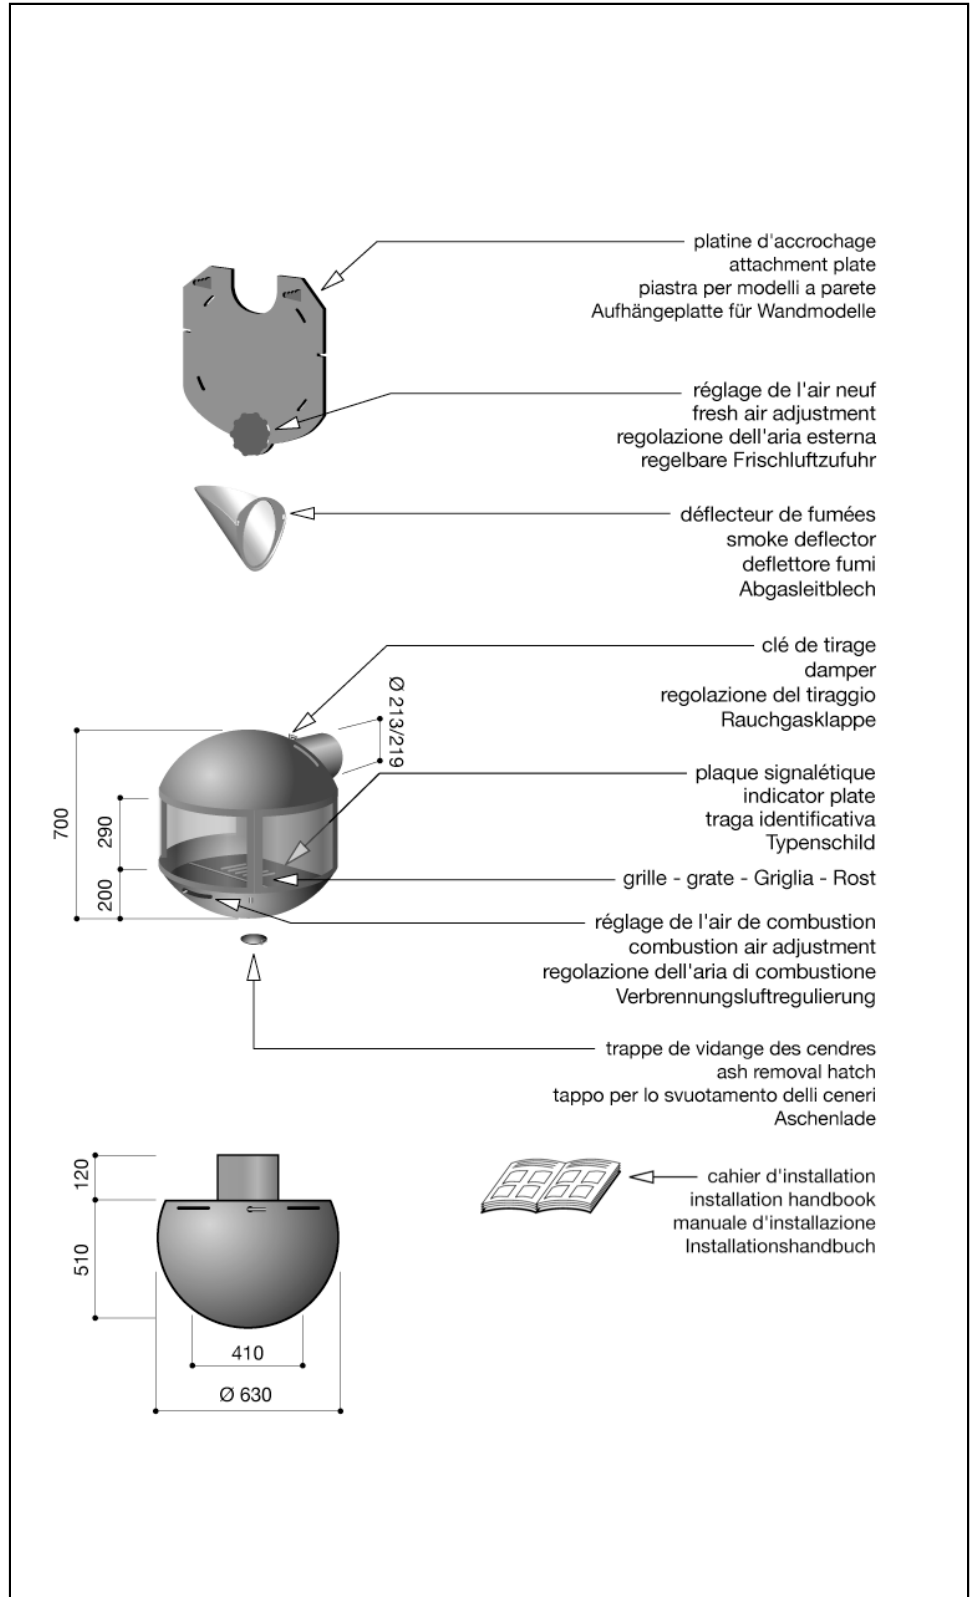 platine d'accrochage
attachment plate
piastra per modelli a parete
Aufhängeplatte für Wandmodelle
réglage de l'air neuf
fresh air adjustment
regolazione dell'aria esterna
regelbare Frischluftzufuhr
déflecteur de fumées
smoke deflector
deflettore fumi
Abgasleitblech
clé de tirage
damper
regolazione del tiraggio
Rauchgasklappe
Ø 213/219
plaque signalétique
indicator plate
traga identificativa
Typenschild
700
290
200
grille - grate - Griglia - Rost
réglage de l'air de combustion
combustion air adjustment
regolazione dell'aria di combustione
Verbrennungsluftregulierung
trappe de vidange des cendres
ash removal hatch
tappo per lo svuotamento delli ceneri
Aschenlade
120
510
410
Ø 630
cahier d'installation
installation handbook
manuale d'installazione
Installationshandbuch